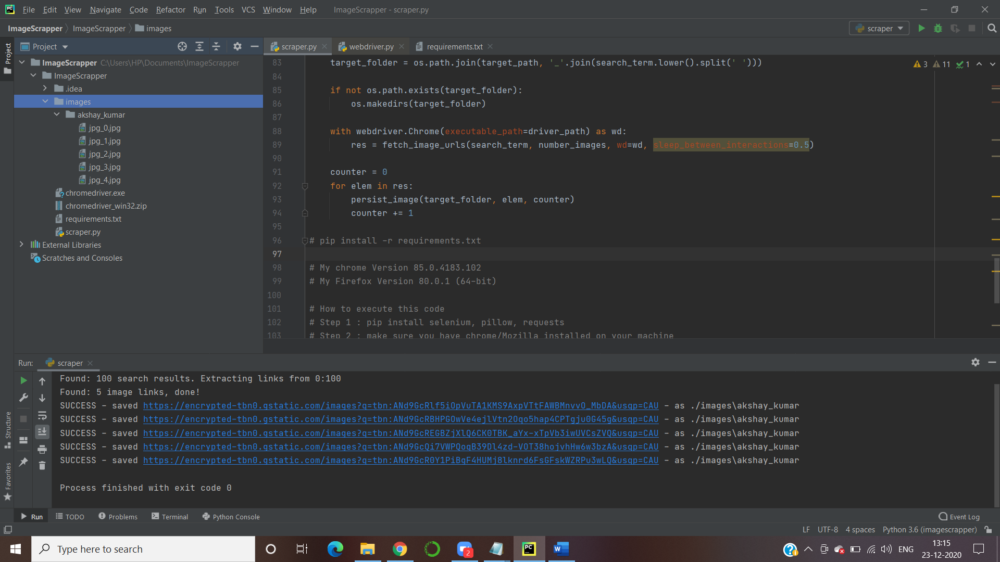 File Edit View Navigate Code Refactor Run Tools VCS Window Help ImageScrapper - scraper.py
ImageScrapper ImageScrapper images
scraper
Project
Project
scraper.py webdriver.py requirements.txt
ImageScrapper C:\Users\HP\Documents\ImageScrapper
ImageScrapper
.idea
images
akshay_kumar
jpg_0.jpg
jpg_1.jpg
jpg_2.jpg
jpg_3.jpg
jpg_4.jpg
chromedriver.exe
chromedriver_win32.zip
requirements.txt
scraper.py
External Libraries
Scratches and Consoles
83 target_folder = os.path.join(target_path, '_'.join(search_term.lower().split(' ')))
3 11 1
84
85 if not os.path.exists(target_folder):
86 os.makedirs(target_folder)
87
88 with webdriver.Chrome(executable_path=driver_path) as wd:
89 res = fetch_image_urls(search_term, number_images, wd=wd, sleep_between_interactions=0.5)
90
91 counter = 0
92 for elem in res:
93 persist_image(target_folder, elem, counter)
94 counter += 1
95
96 # pip install -r requirements.txt
97
98 # My chrome Version 85.0.4183.102
99 # My Firefox Version 80.0.1 (64-bit)
100
101 # How to execute this code
102 # Step 1 : pip install selenium, pillow, requests
103 # Step 2 : make sure you have chrome/Mozilla installed on your machine
Run: scraper
Found: 100 search results. Extracting links from 0:100
Found: 5 image links, done!
SUCCESS - saved https://encrypted-tbn0.gstatic.com/images?q=tbn:ANd9GcRlf5iOpVuTA1KMS9AxpVTtFAWBMnvvO_MbDA&usqp=CAU - as ./images\akshay_kumar
SUCCESS - saved https://encrypted-tbn0.gstatic.com/images?q=tbn:ANd9GcRBHPGOwVe4ejlVtn2Oqo5hap4CPTgju0G45g&usqp=CAU - as ./images\akshay_kumar
SUCCESS - saved https://encrypted-tbn0.gstatic.com/images?q=tbn:ANd9GcREGBZjXlQ6CK0TBK_aYx-xTpVb3iwUVCsZVQ&usqp=CAU - as ./images\akshay_kumar
SUCCESS - saved https://encrypted-tbn0.gstatic.com/images?q=tbn:ANd9GcQi7VWPQoqB39Dl4zd-VOT38hojvhHw6w3bzA&usqp=CAU - as ./images\akshay_kumar
SUCCESS - saved https://encrypted-tbn0.gstatic.com/images?q=tbn:ANd9GcR0Y1PiBqF4HUMj8lknrd6FsGFskWZRPu3wLQ&usqp=CAU - as ./images\akshay_kumar
Process finished with exit code 0
Structure
Favorites
Run TODO Problems Terminal Python Console Event Log
LF UTF-8 4 spaces Python 3.6 (imagescrapper)
Type here to search
2
PC
W
ENG
13:15
23-12-2020